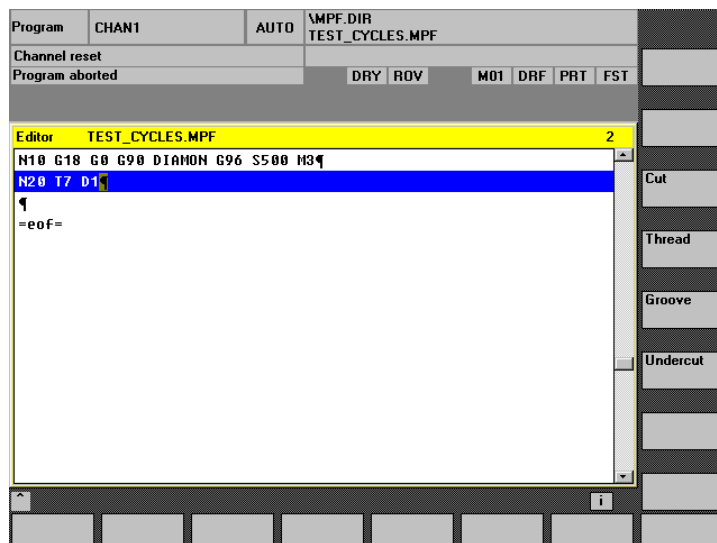 Program CHAN1 AUTO \MPF.DIR
TEST_CYCLES.MPF
Channel reset
Program aborted DRY ROV M01 DRF PRT FST
Editor TEST_CYCLES.MPF 2
N10 G18 G0 G90 DIAMON G96 S500 M3¶
N20 T7 D1¶
¶
=eof=
Cut
Thread
Groove
Undercut
^ i